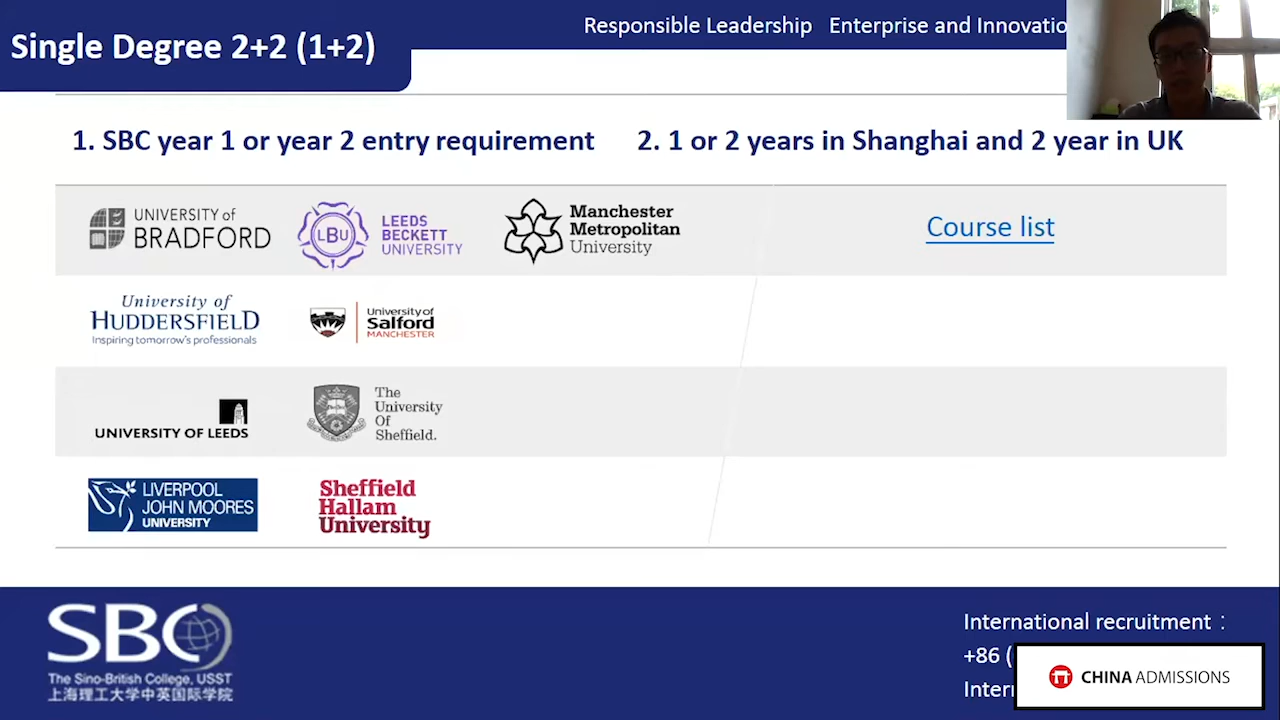 Responsible Leadership Enterprise and Innovatio
Single Degree 2+2 (1+2)
1. SBC year 1 or year 2 entry requirement
2. 1 or 2 years in Shanghai and 2 year in UK
UNIVERSITY of
BRADFORD
LBU
LEEDS
BECKETT
UNIVERSITY
Manchester
Metropolitan
University
Course list
University of
HUDDERSFIELD
Inspiring tomorrow's professionals
University of
Salford
MANCHESTER
UNIVERSITY OF LEEDS
The
University
Of
Sheffield.
LIVERPOOL
JOHN MOORES
UNIVERSITY
Sheffield
Hallam
University
SBC
The Sino-British College, USST
上海理工大学中英国际学院
International recruitment：
+86 (
Inter
CHINA ADMISSIONS